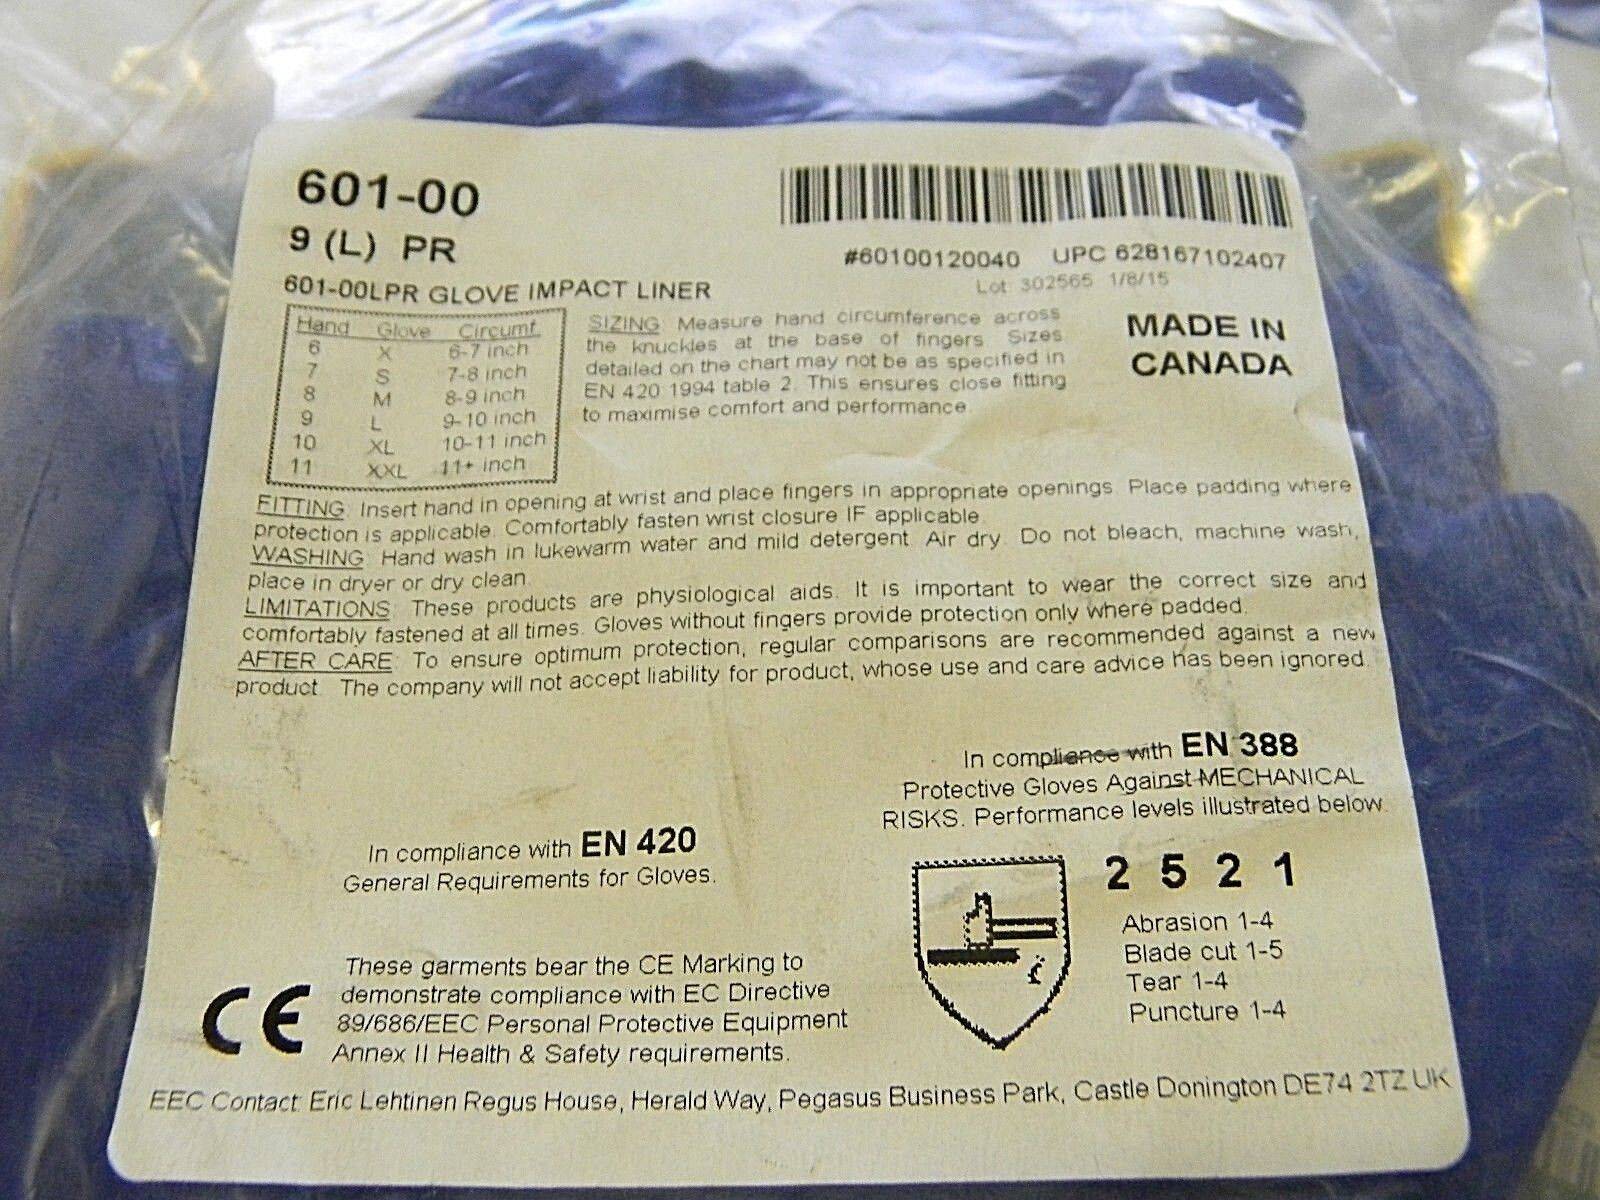 601-00
9 (L) PR
601-00LPR GLOVE IMPACT LINER
#60100120040 UPC 628167102407
Lot: 302565 1/8/15
MADE IN
CANADA
Hand Glove Circumf.
6 X 6-7 inch
7 S 7-8 inch
8 M 8-9 inch
9 L 9-10 inch
10 XL 10-11 inch
11 XXL 11+ inch
SIZING: Measure hand circumference across
the knuckles at the base of fingers. Sizes
detailed on the chart may not be as specified in
EN 420 1994 table 2. This ensures close fitting
to maximise comfort and performance.
FITTING: Insert hand in opening at wrist and place fingers in appropriate openings. Place padding where
protection is applicable. Comfortably fasten wrist closure IF applicable.
WASHING: Hand wash in lukewarm water and mild detergent. Air dry. Do not bleach, machine wash,
place in dryer or dry clean.
LIMITATIONS: These products are physiological aids. It is important to wear the correct size and
comfortably fastened at all times. Gloves without fingers provide protection only where padded.
AFTER CARE: To ensure optimum protection, regular comparisons are recommended against a new
product. The company will not accept liability for product, whose use and care advice has been ignored.
In compliance with EN 388
Protective Gloves Against MECHANICAL
RISKS. Performance levels illustrated below.
In compliance with EN 420
General Requirements for Gloves.
2 5 2 1
Abrasion 1-4
Blade cut 1-5
Tear 1-4
Puncture 1-4
i
CE
These garments bear the CE Marking to
demonstrate compliance with EC Directive
89/686/EEC Personal Protective Equipment
Annex II Health & Safety requirements.
EEC Contact: Eric Lehtinen Regus House, Herald Way, Pegasus Business Park, Castle Donington DE74 2TZ UK